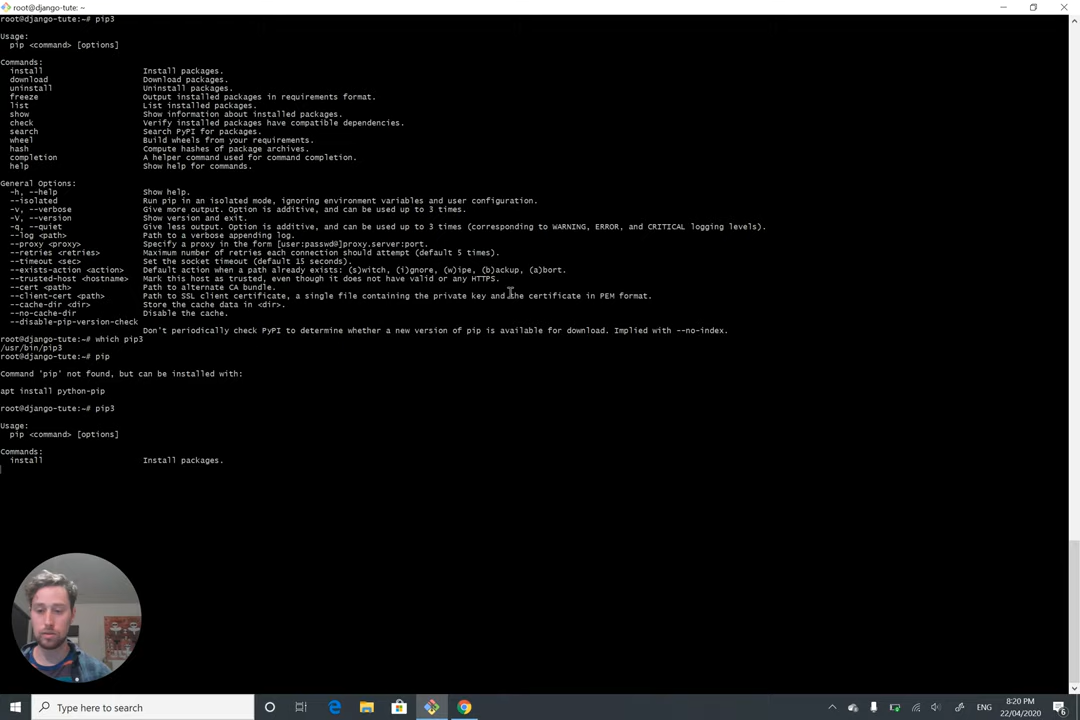 root@django-tute: ~
root@django-tute:~# pip3
Usage:
pip <command> [options]
Commands:
install Install packages.
download Download packages.
uninstall Uninstall packages.
freeze Output installed packages in requirements format.
list List installed packages.
show Show information about installed packages.
check Verify installed packages have compatible dependencies.
search Search PyPI for packages.
wheel Build wheels from your requirements.
hash Compute hashes of package archives.
completion A helper command used for command completion.
help Show help for commands.
General Options:
-h, --help Show help.
--isolated Run pip in an isolated mode, ignoring environment variables and user configuration.
-v, --verbose Give more output. Option is additive, and can be used up to 3 times.
-V, --version Show version and exit.
-q, --quiet Give less output. Option is additive, and can be used up to 3 times (corresponding to WARNING, ERROR, and CRITICAL logging levels).
--log <path> Path to a verbose appending log.
--proxy <proxy> Specify a proxy in the form [user:passwd@]proxy.server:port.
--retries <retries> Maximum number of retries each connection should attempt (default 5 times).
--timeout <sec> Set the socket timeout (default 15 seconds).
--exists-action <action> Default action when a path already exists: (s)witch, (i)gnore, (w)ipe, (b)ackup, (a)bort.
--trusted-host <hostname> Mark this host as trusted, even though it does not have valid or any HTTPS.
--cert <path> Path to alternate CA bundle.
--client-cert <path> Path to SSL client certificate, a single file containing the private key and the certificate in PEM format.
--cache-dir <dir> Store the cache data in <dir>.
--no-cache-dir Disable the cache.
--disable-pip-version-check
Don't periodically check PyPI to determine whether a new version of pip is available for download. Implied with --no-index.
root@django-tute:~# which pip3
/usr/bin/pip3
root@django-tute:~# pip
Command 'pip' not found, but can be installed with:
apt install python-pip
root@django-tute:~# pip3
Usage:
pip <command> [options]
Commands:
install Install packages.
Type here to search
ENG
8:20 PM
22/04/2020
6